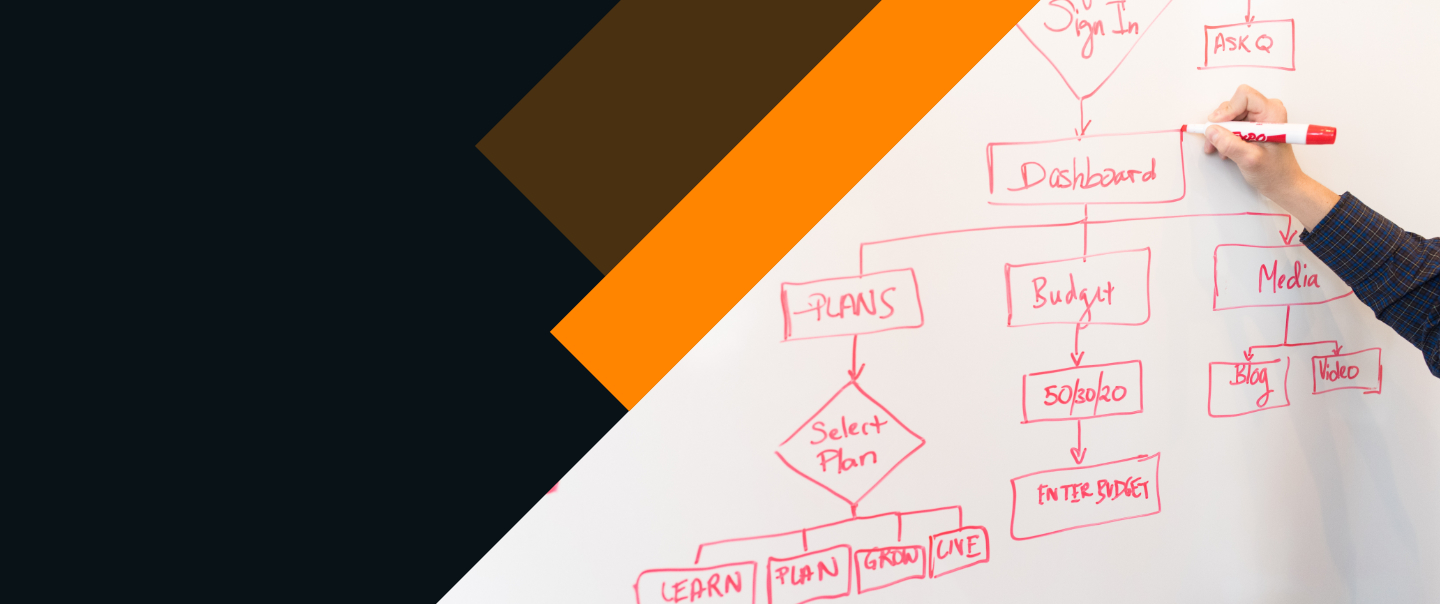 Sign In
ASK Q
EXPO
Dashboard
PLANS
Budget
Media
Blog
Video
50/30/20
Select
Plan
ENTER BUDGET
LEARN
PLAN
GROW
LIVE